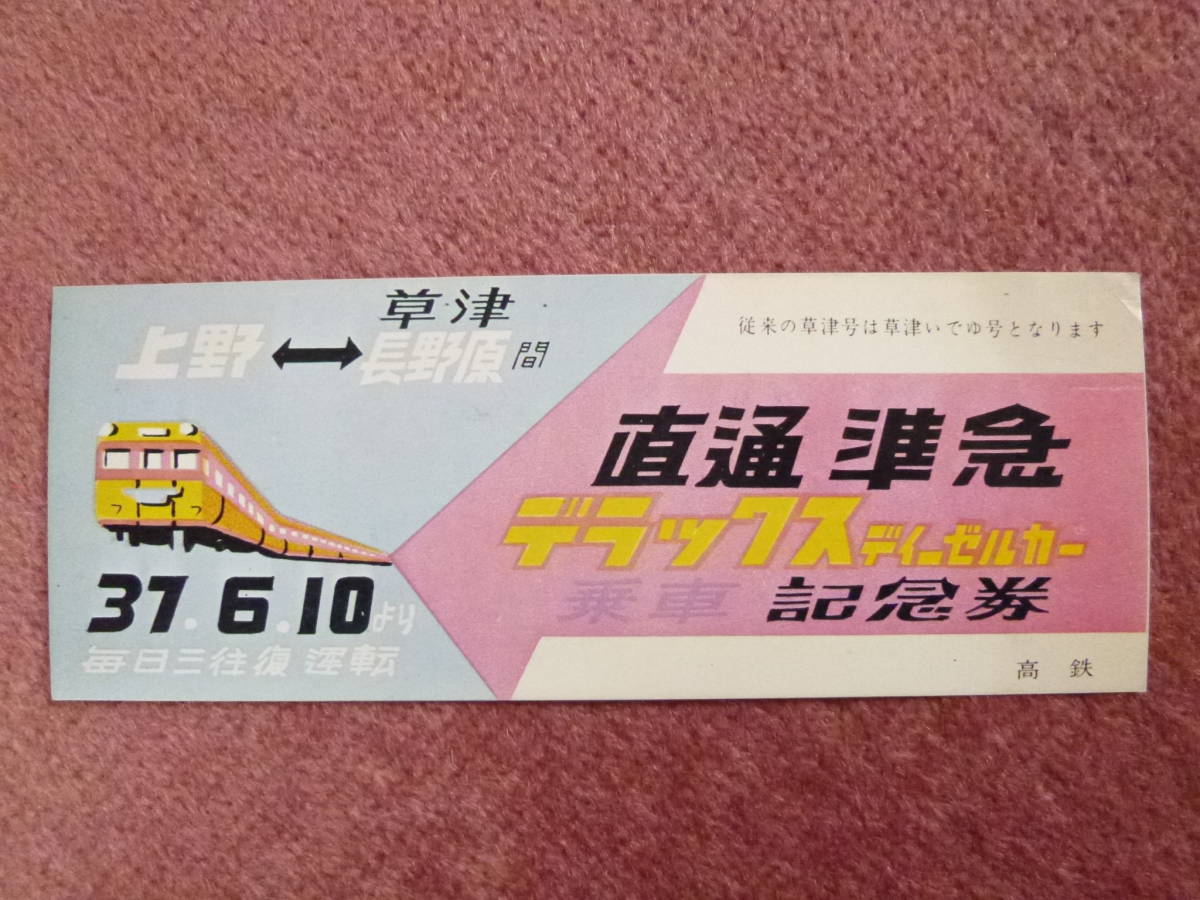 草津
上野 ⟷ 長野原 間
37.6.10より
毎日三往復 運転
従来の草津号は草津いでゆ号となります
直通 準急
デラックス ディーゼルカー
乗車 記念券
高鉄